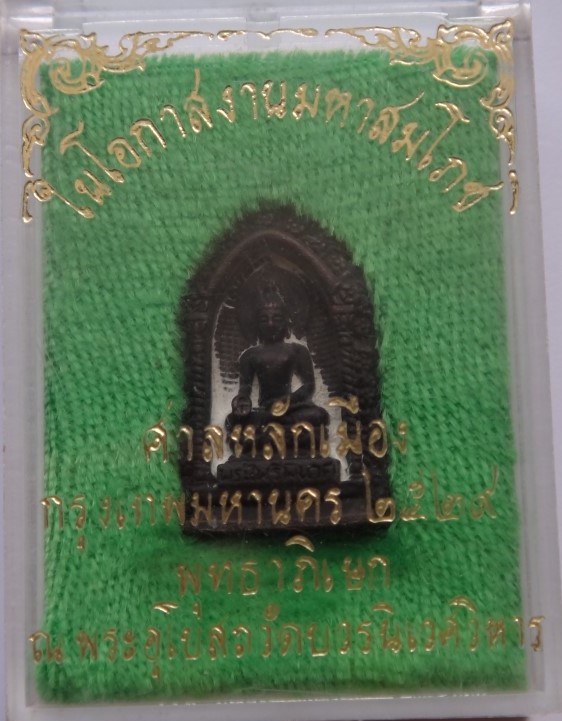 ในโอกาสงานมหาสมโภช
ศาลหลักเมือง
กรุงเทพมหานคร ๒๕๒๙
พุทธาภิเษก
ณ พระอุโบสถวัดบวรนิเวศวิหาร